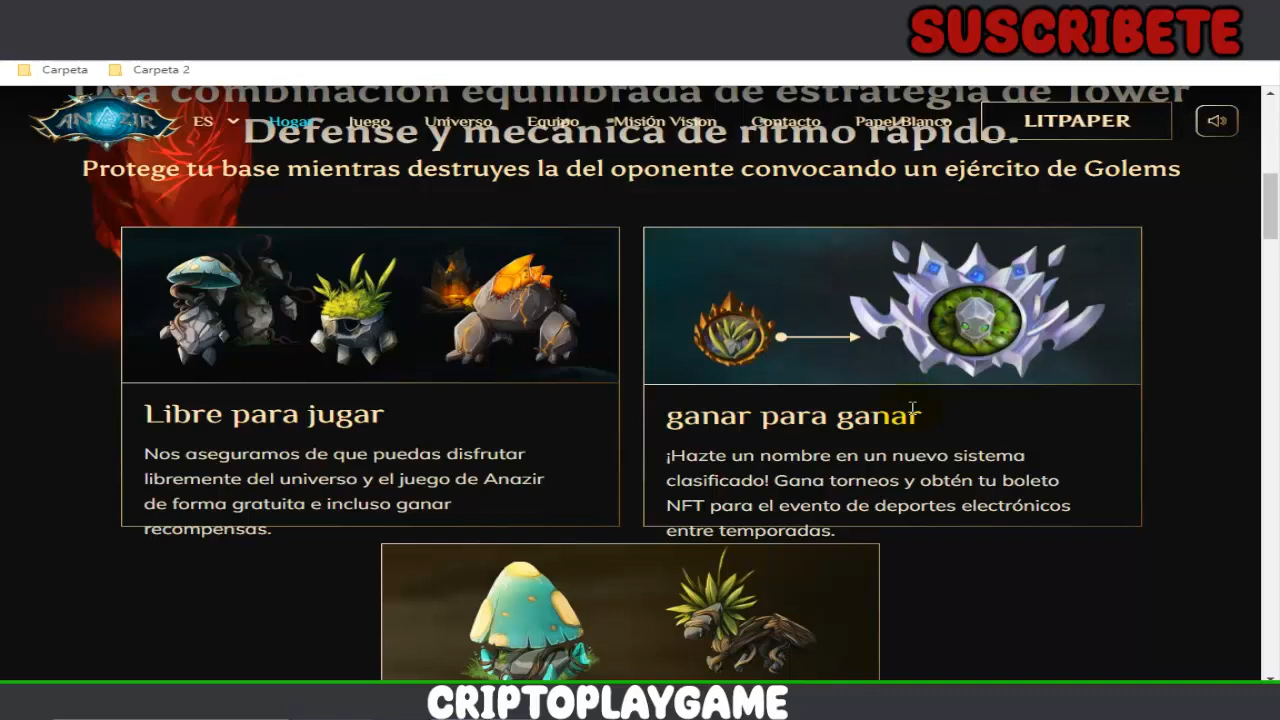 SUSCRIBETE
Carpeta Carpeta 2
Una combinación equilibrada de estrategia de Tower
ANAZIR ES Hogar Juego Universo Equipo Misión Vision Contacto Papel Blanco LITPAPER
Defense y mecánica de ritmo rápido.
Protege tu base mientras destruyes la del oponente convocando un ejército de Golems
Libre para jugar
Nos aseguramos de que puedas disfrutar
libremente del universo y el juego de Anazir
de forma gratuita e incluso ganar
recompensas.
ganar para ganar
¡Hazte un nombre en un nuevo sistema
clasificado! Gana torneos y obtén tu boleto
NFT para el evento de deportes electrónicos
entre temporadas.
CRIPTOPLAYGAME